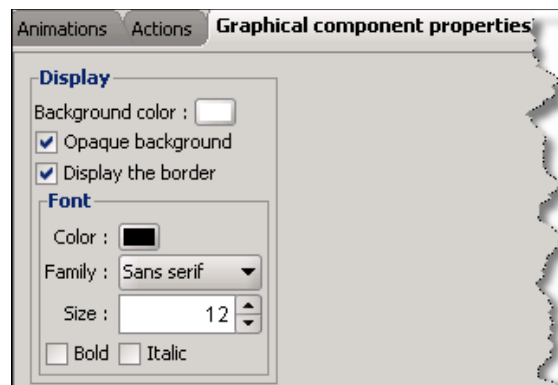 Animations Actions Graphical component properties
Display
Background color :
Opaque background
Display the border
Font
Color :
Family : Sans serif
Size : 12
Bold Italic